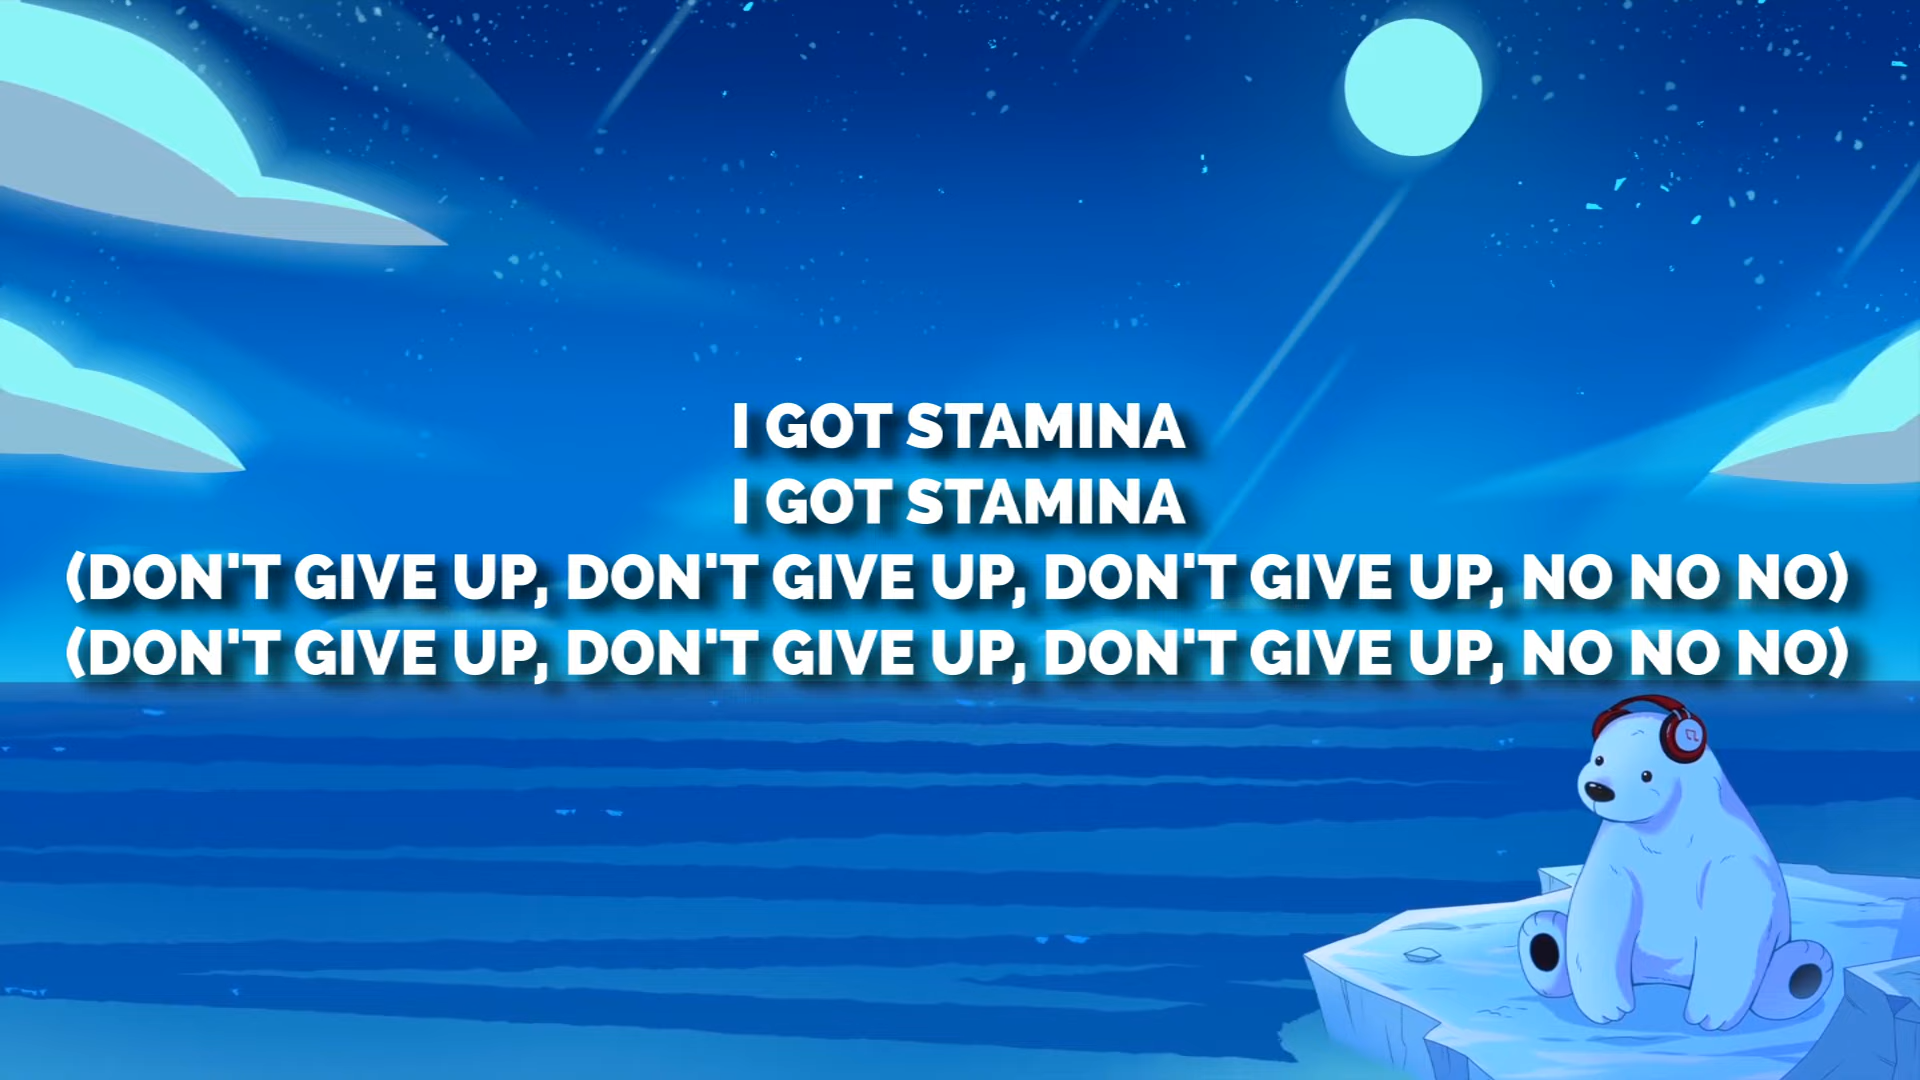 I GOT STAMINA
I GOT STAMINA
(DON'T GIVE UP, DON'T GIVE UP, DON'T GIVE UP, NO NO NO)
(DON'T GIVE UP, DON'T GIVE UP, DON'T GIVE UP, NO NO NO)